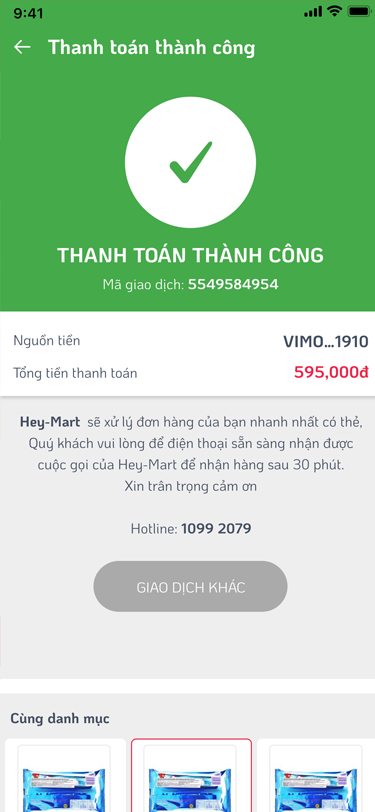 9:41
Thanh toán thành công
THANH TOÁN THÀNH CÔNG
Mã giao dịch: 5549584954
Nguồn tiền
VIMO...1910
Tổng tiền thanh toán
595,000đ
Hey-Mart sẽ xử lý đơn hàng của bạn nhanh nhất có thẻ,
Quý khách vui lòng để điện thoại sẵn sàng nhận được
cuộc gọi của Hey-Mart để nhận hàng sau 30 phút.
Xin trân trọng cảm ơn
Hotline: 1099 2079
GIAO DỊCH KHÁC
Cùng danh mục